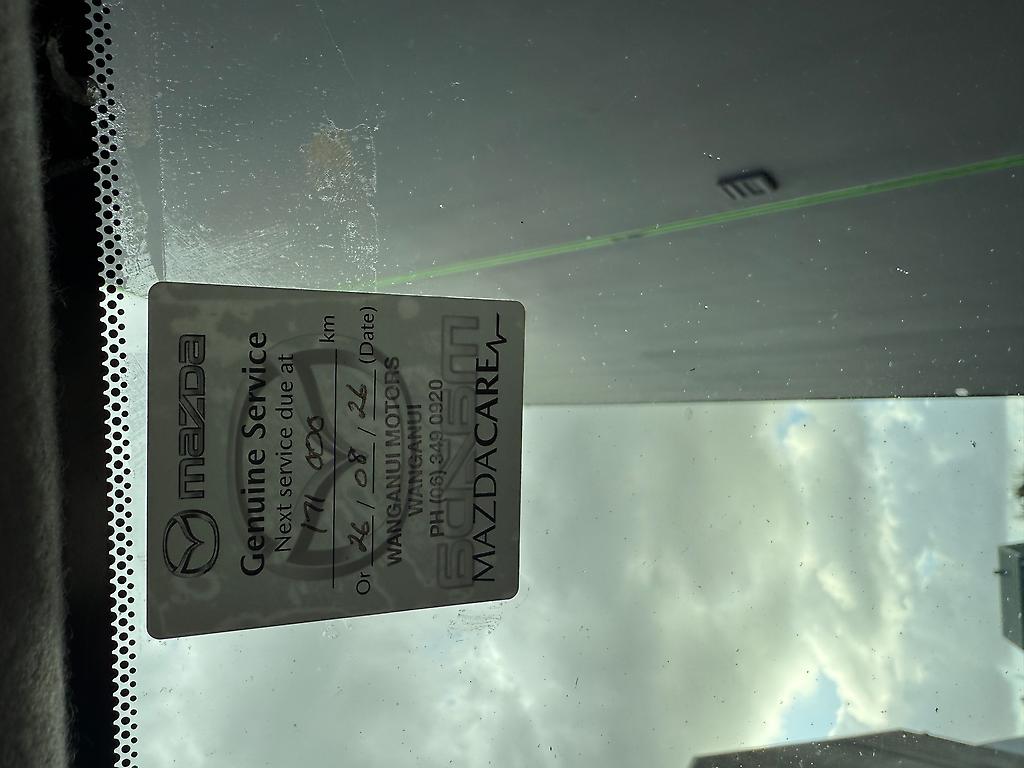 mazda
Genuine Service
Next service due at
171 000 km
Or 26 / 08 / 26 (Date)
WANGANUI MOTORS
WANGANUI
PH (06) 349 0920
MAZDACARE